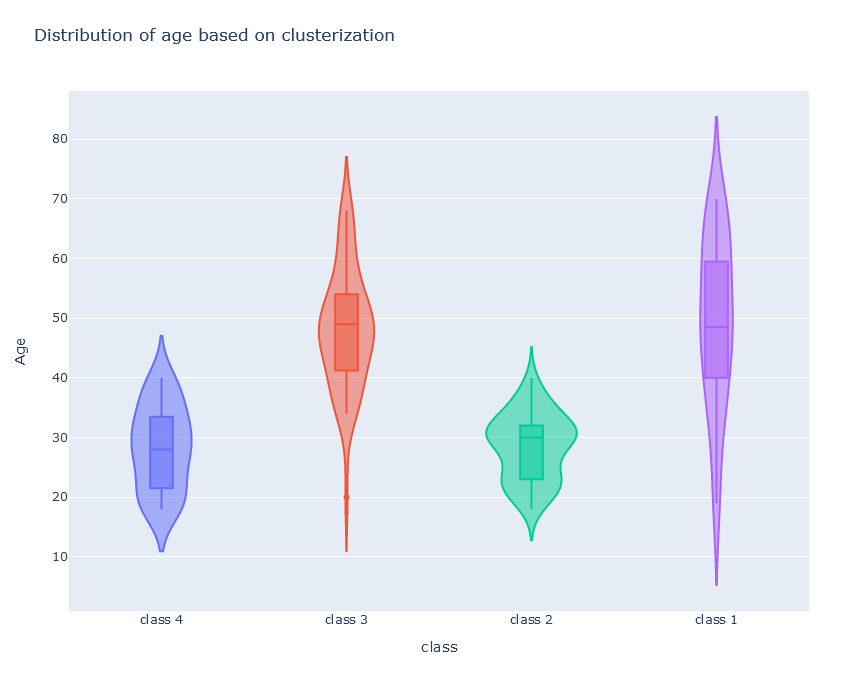 Distribution of age based on clusterization
Age
80
70
60
50
40
30
20
10
class 4
class 3
class 2
class 1
class